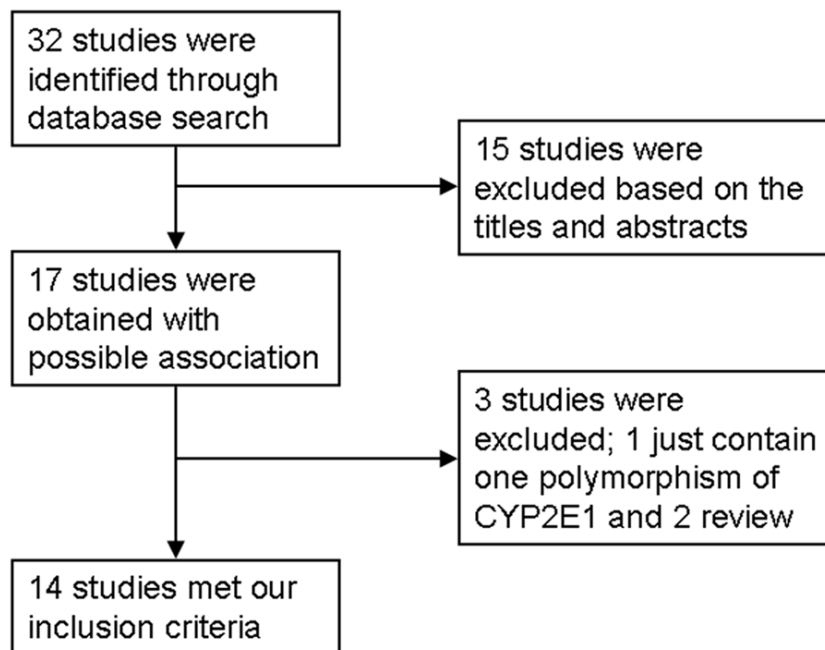 32 studies were
identified through
database search
15 studies were
excluded based on the
titles and abstracts
17 studies were
obtained with
possible association
3 studies were
excluded; 1 just contain
one polymorphism of
CYP2E1 and 2 review
14 studies met our
inclusion criteria